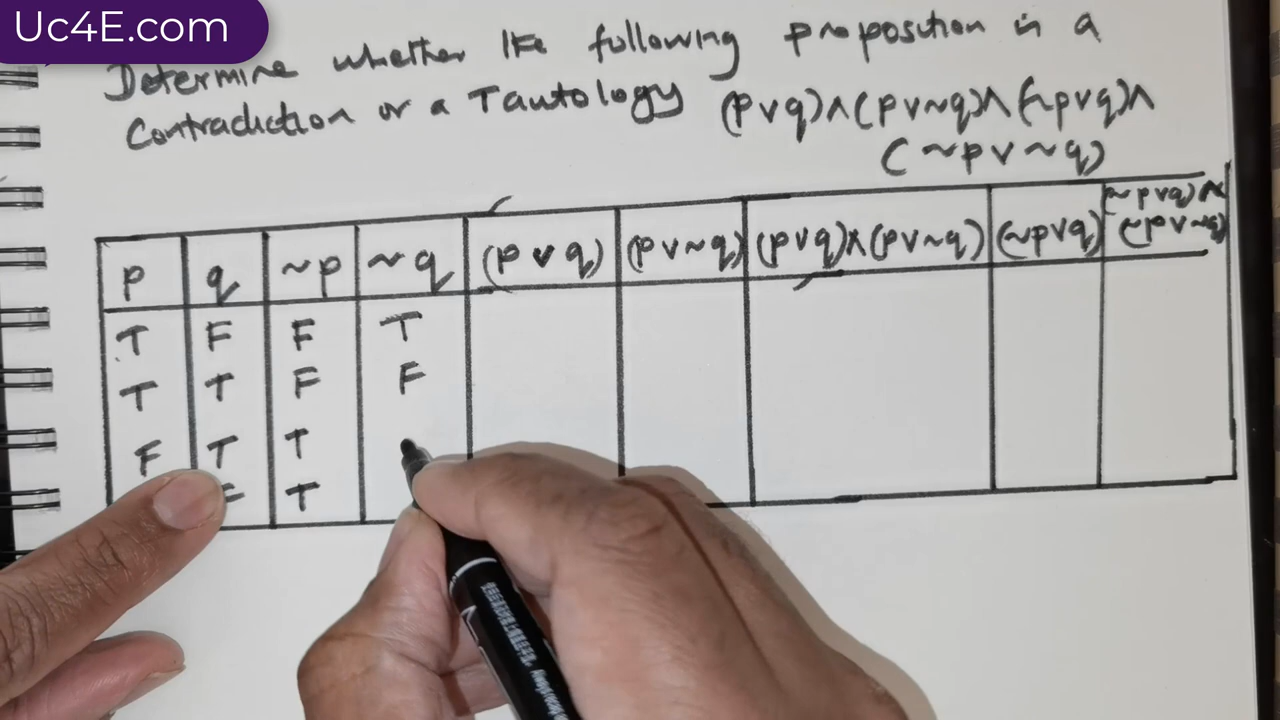 Uc4E.com
Determine whether the following proposition is a
Contradiction or a Tautology (p∨q)∧(p∨~q)∧(~p∨q)∧
(~p∨~q)
p q ~p ~q (p∨q) (p∨~q) (p∨q)∧(p∨~q) (~p∨q) (~p∨q)∧
(~p∨~q)
T F F T
T T F F
F T T
F T